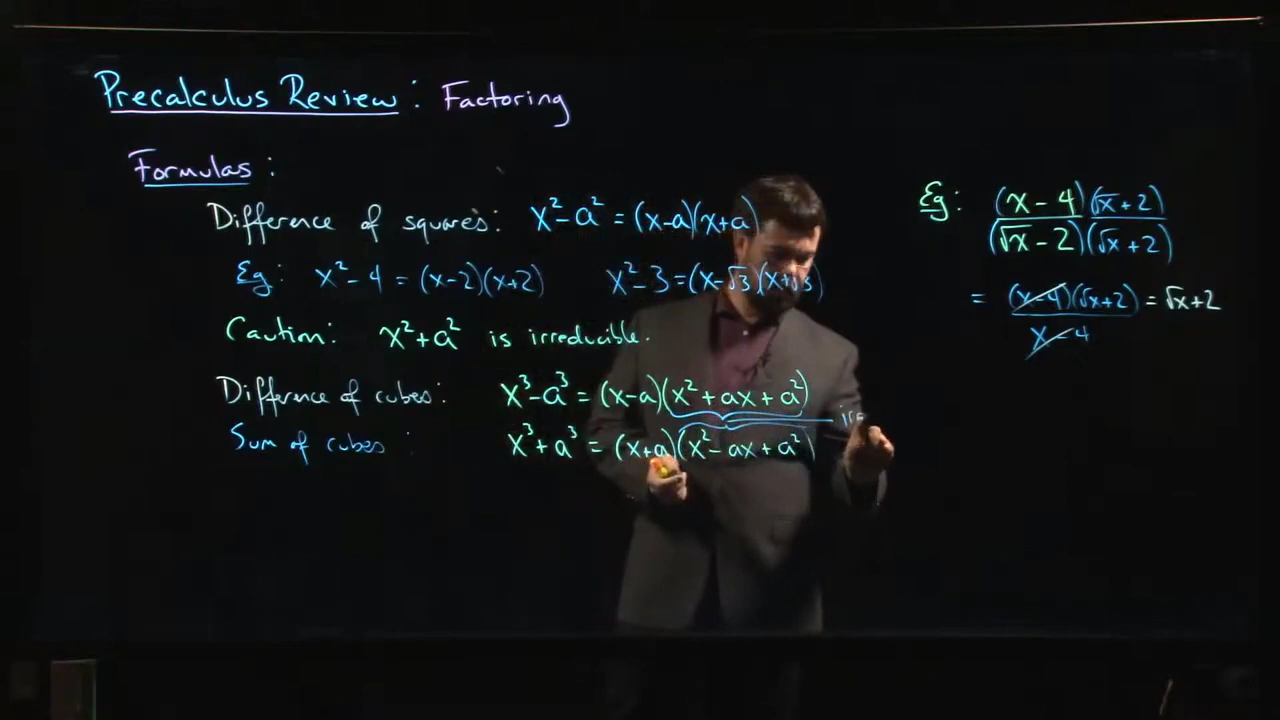 Precalculus Review: Factoring
Formulas:
Difference of squares: x²-a² = (x-a)(x+a)
Eg: x²-4 = (x-2)(x+2) x²-3 = (x-√3)(x+√3)
Caution: x²+a² is irreducible.
Difference of cubes: x³-a³ = (x-a)(x²+ax+a²)
Sum of cubes: x³+a³ = (x+a)(x²-ax+a²)
Eg: (x-4)(√x+2)
(√x-2)(√x+2)
= (x-4)(√x+2) = √x+2
x-4